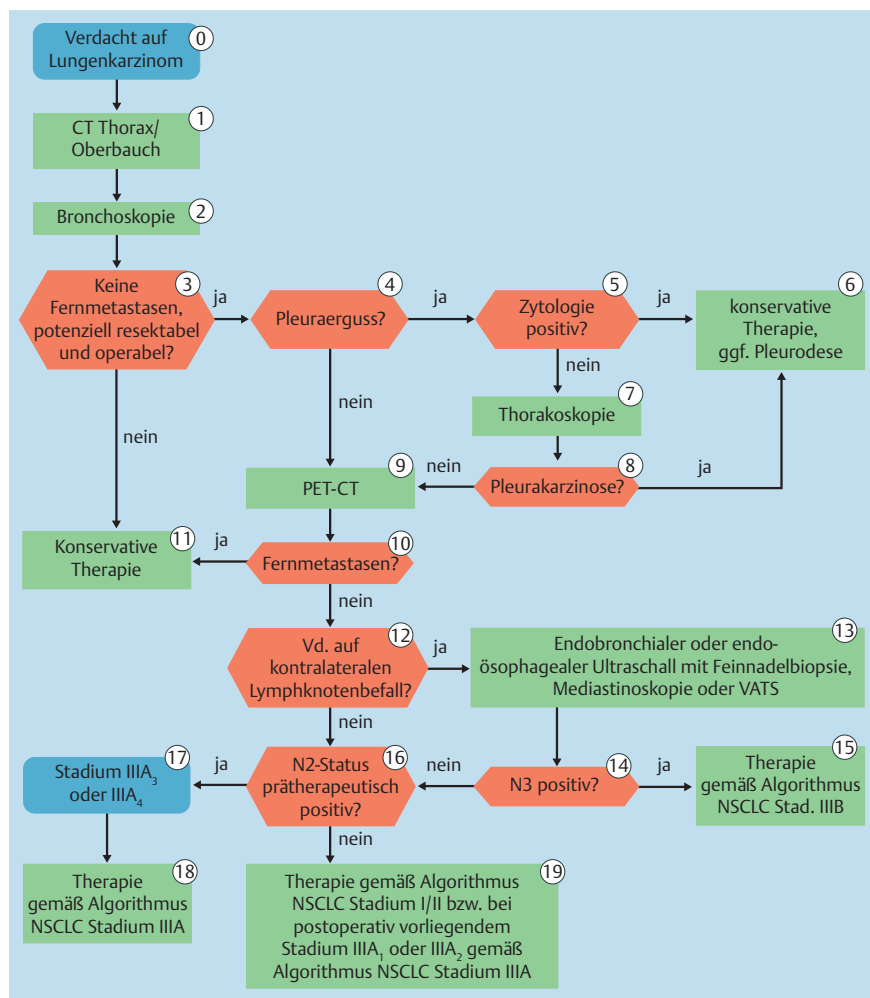 0
Verdacht auf
Lungenkarzinom
1
CT Thorax/
Oberbauch
2
Bronchoskopie
3
Keine
Fernmetastasen,
potenziell resektabel
und operabel?
ja
4
Pleuraerguss?
ja
5
Zytologie
positiv?
ja
6
konservative
Therapie,
ggf. Pleurodese
nein
nein
nein
7
Thorakoskopie
8
Pleurakarzinose?
nein
ja
9
PET-CT
10
Fernmetastasen?
ja
11
Konservative
Therapie
nein
12
Vd. auf
kontralateralen
Lymphknotenbefall?
ja
13
Endobronchialer oder endo-
ösophagealer Ultraschall mit Feinnadelbiopsie,
Mediastinoskopie oder VATS
nein
14
N3 positiv?
ja
15
Therapie
gemäß Algorithmus
NSCLC Stad. IIIB
nein
16
N2-Status
prätherapeutisch
positiv?
ja
17
Stadium IIIA3
oder IIIA4
nein
18
Therapie
gemäß Algorithmus
NSCLC Stadium IIIA
19
Therapie gemäß Algorithmus
NSCLC Stadium I/II bzw. bei
postoperativ vorliegendem
Stadium IIIA1 oder IIIA2 gemäß
Algorithmus NSCLC Stadium IIIA